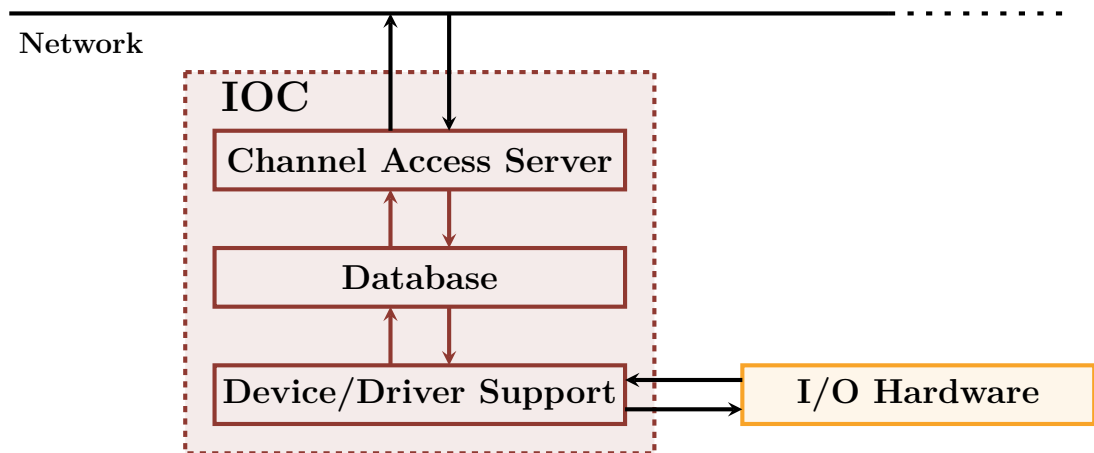 Network
IOC
Channel Access Server
Database
Device/Driver Support
I/O Hardware